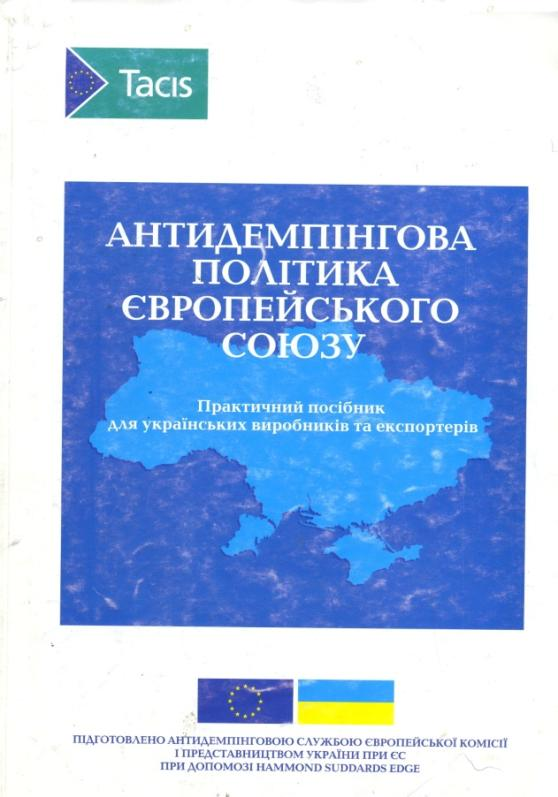 Tacis
АНТИДЕМПІНГОВА
ПОЛІТИКА
ЄВРОПЕЙСЬКОГО
СОЮЗУ
Практичний посібник
для українських виробників та експортерів
ПІДГОТОВЛЕНО АНТИДЕМПІНГОВОЮ СЛУЖБОЮ ЄВРОПЕЙСЬКОЇ КОМІСІЇ
І ПРЕДСТАВНИЦТВОМ УКРАЇНИ ПРИ ЄС
ПРИ ДОПОМОЗІ HAMMOND SUDDARDS EDGE